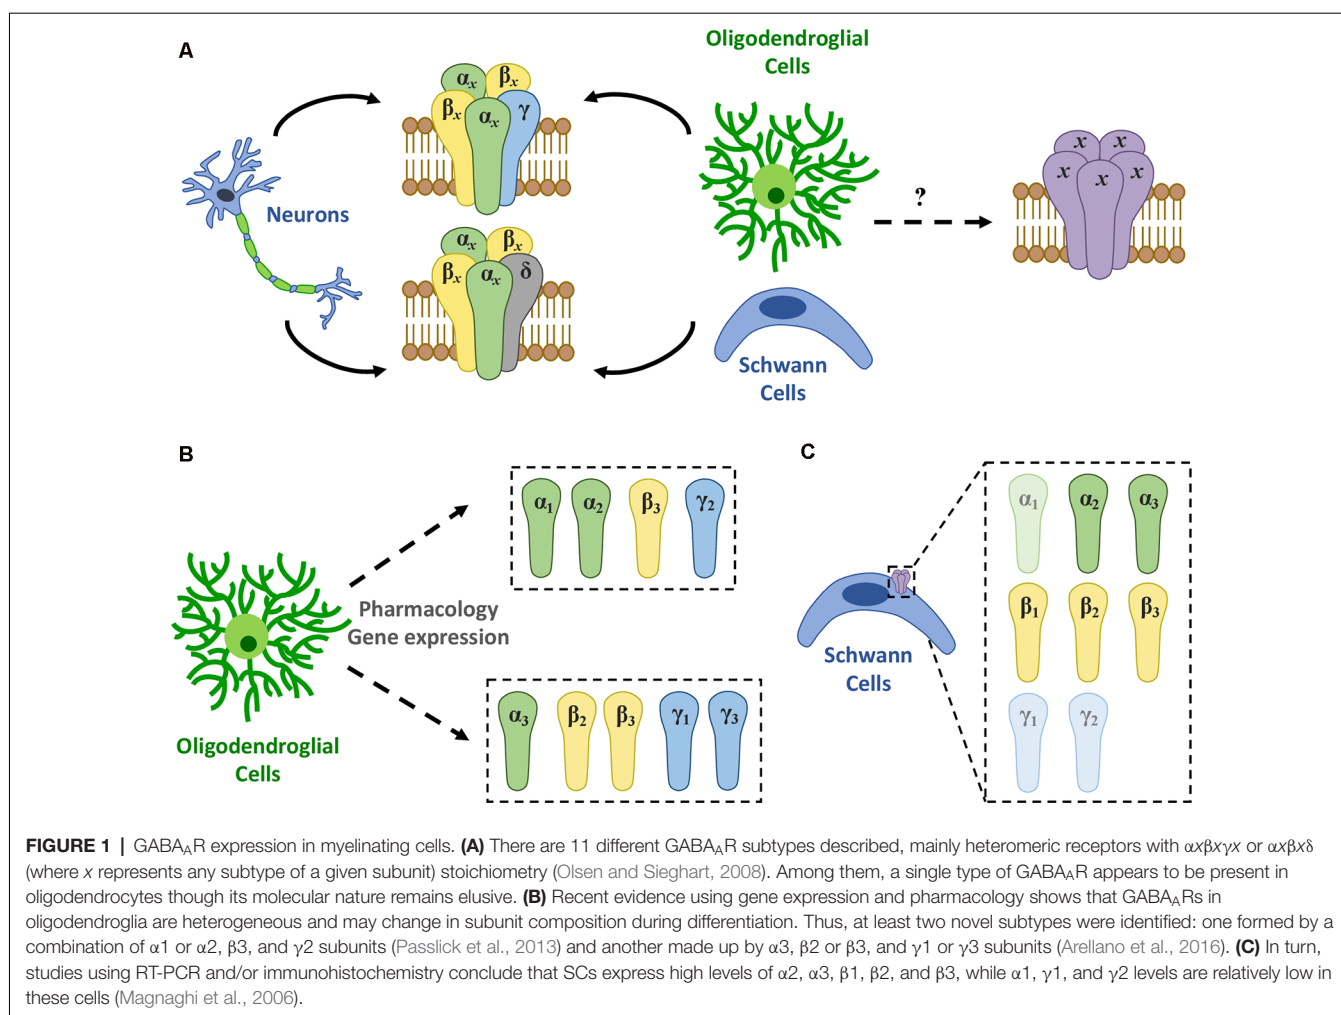 A
Oligodendroglial
Cells
αx βx
βx αx γ
Neurons
?
x x
x x x
αx βx
βx αx δ
Schwann
Cells
B
α1 α2 β3 γ2
Pharmacology
Gene expression
Oligodendroglial
Cells
α3 β2 β3 γ1 γ3
C
α1 α2 α3
β1 β2 β3
γ1 γ2
Schwann
Cells
FIGURE 1 | GABAAR expression in myelinating cells. (A) There are 11 different GABAAR subtypes described, mainly heteromeric receptors with αxβxγx or αxβxδ
(where x represents any subtype of a given subunit) stoichiometry (Olsen and Sieghart, 2008). Among them, a single type of GABAAR appears to be present in
oligodendrocytes though its molecular nature remains elusive. (B) Recent evidence using gene expression and pharmacology shows that GABAARs in
oligodendroglia are heterogeneous and may change in subunit composition during differentiation. Thus, at least two novel subtypes were identified: one formed by a
combination of α1 or α2, β3, and γ2 subunits (Passlick et al., 2013) and another made up by α3, β2 or β3, and γ1 or γ3 subunits (Arellano et al., 2016). (C) In turn,
studies using RT-PCR and/or immunohistochemistry conclude that SCs express high levels of α2, α3, β1, β2, and β3, while α1, γ1, and γ2 levels are relatively low in
these cells (Magnaghi et al., 2006).